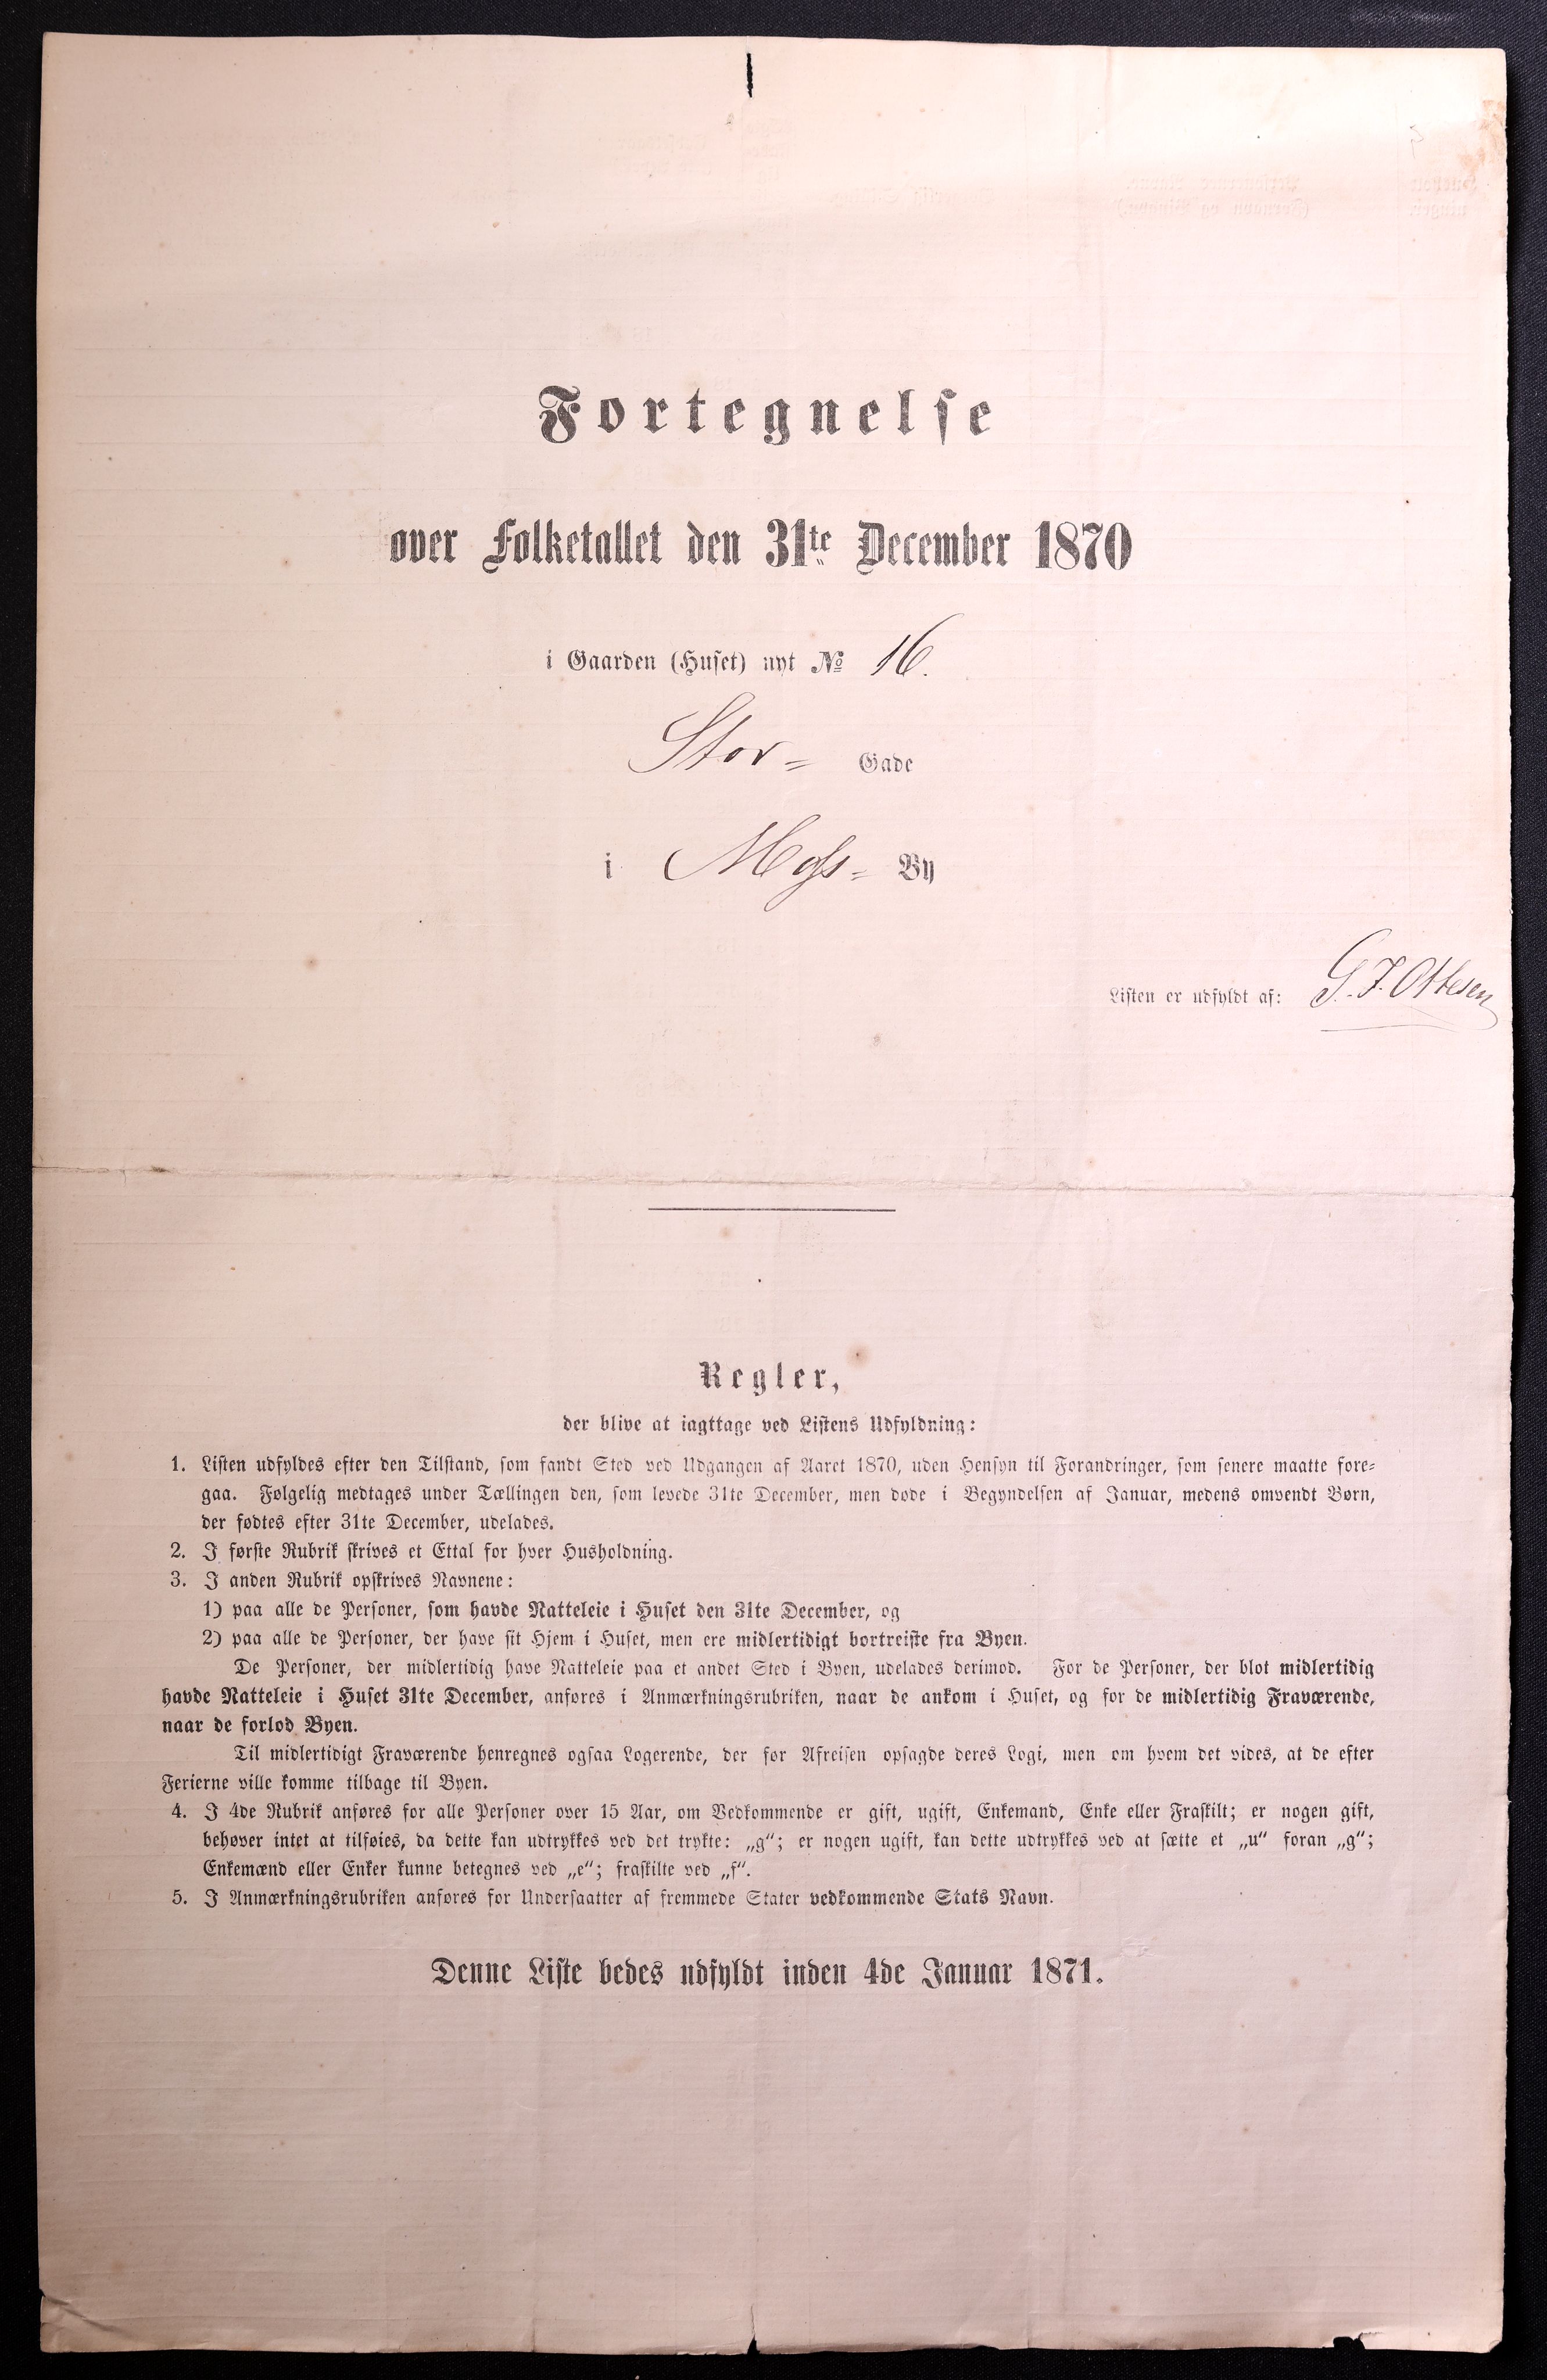 Fortegnelse
over Folketallet den 31te December 1870
i Gaarden (Huset) nyt № 16.
Stor= Gade
i Moss= By
Listen er udfyldt af: G. J. Ottesen
Regler,
der blive at iagttage ved Listens Udfyldning:
1. Listen udfyldes efter den Tilstand, som fandt Sted ved Udgangen af Aaret 1870, uden Hensyn til Forandringer, som senere maatte fore=
gaa. Følgelig medtages under Tællingen den, som levede 31te December, men døde i Begyndelsen af Januar, medens omvendt Børn,
der fødtes efter 31te December, udelades.
2. I første Rubrik skrives et Ettal for hver Husholdning.
3. I anden Rubrik opskrives Navnene:
1) paa alle de Personer, som havde Natteleie i Huset den 31te December, og
2) paa alle de Personer, der have sit Hjem i Huset, men ere midlertidigt bortreiste fra Byen.
De Personer, der midlertidig have Natteleie paa et andet Sted i Byen, udelades derimod. For de Personer, der blot midlertidig
havde Natteleie i Huset 31te December, anføres i Anmærkningsrubriken, naar de ankom i Huset, og for de midlertidig Fraværende,
naar de forlod Byen.
Til midlertidigt Fraværende henregnes ogsaa Logerende, der før Afreisen opsagde deres Logi, men om hvem det vides, at de efter
Ferierne ville komme tilbage til Byen.
4. I 4de Rubrik anføres for alle Personer over 15 Aar, om Vedkommende er gift, ugift, Enkemand, Enke eller Fraskilt; er nogen gift,
behøver intet at tilføies, da dette kan udtrykkes ved det trykte: „g“; er nogen ugift, kan dette udtrykkes ved at sætte et „u“ foran „g“;
Enkemænd eller Enker kunne betegnes ved „e“; fraskilte ved „f“.
5. I Anmærkningsrubriken anføres for Undersaatter af fremmede Stater vedkommende Stats Navn.
Denne Liste bedes udfyldt inden 4de Januar 1871.